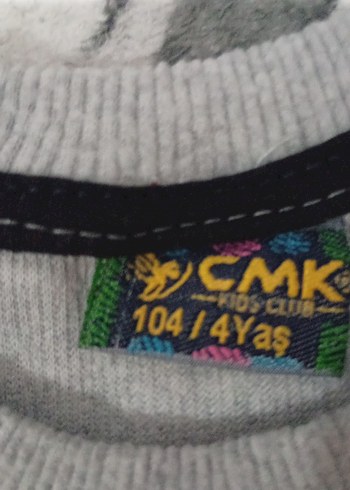 CMK
KIDS CLUB
104 / 4Yaş